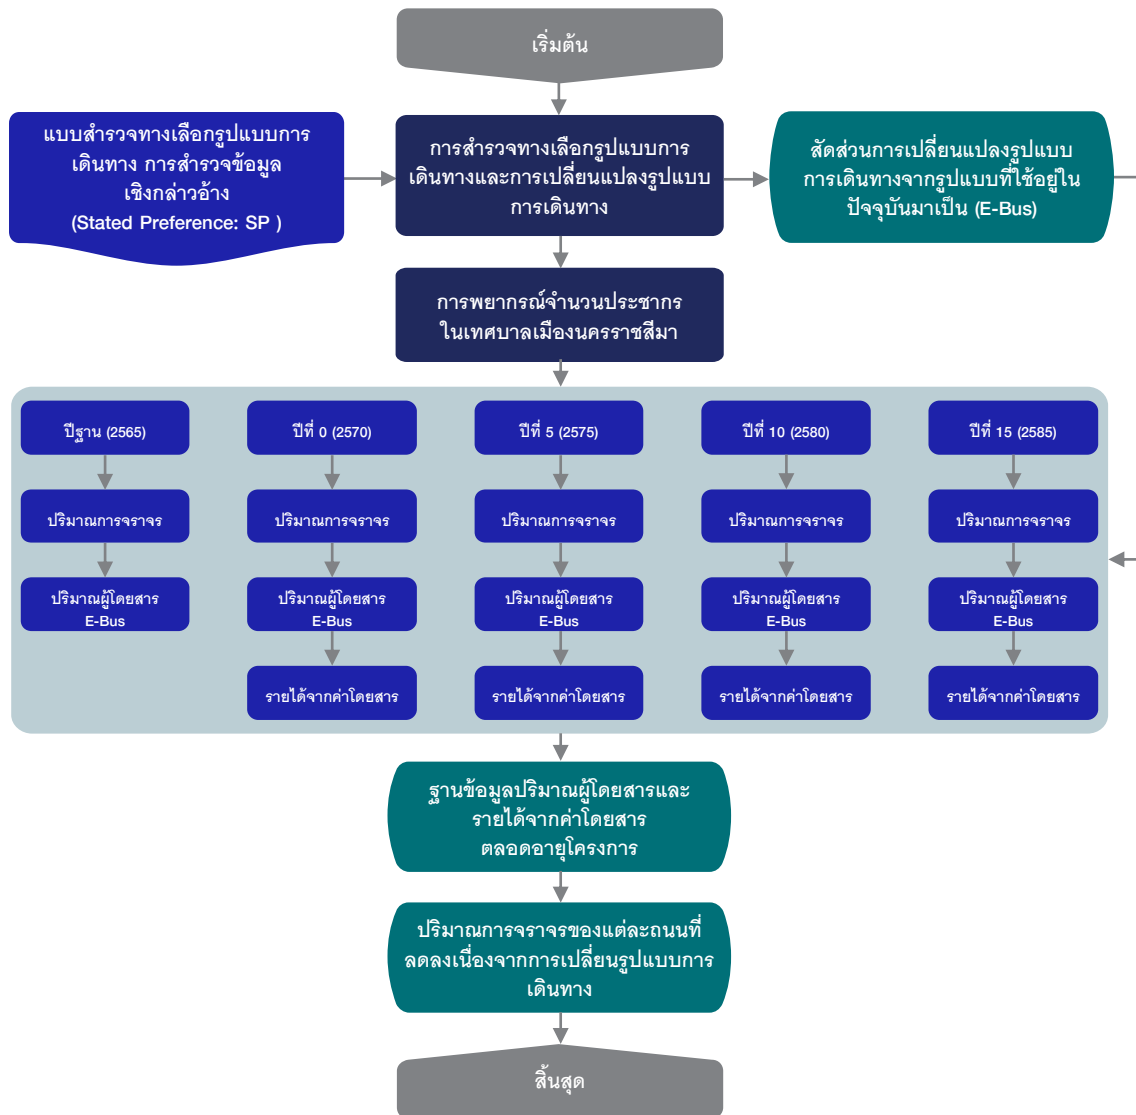 เริ่มต้น
แบบสำรวจทางเลือกรูปแบบการ
เดินทาง การสำรวจข้อมูล
เชิงกล่าวอ้าง
(Stated Preference: SP )
การสำรวจทางเลือกรูปแบบการ
เดินทางและการเปลี่ยนแปลงรูปแบบ
การเดินทาง
สัดส่วนการเปลี่ยนแปลงรูปแบบ
การเดินทางจากรูปแบบที่ใช้อยู่ใน
ปัจจุบันมาเป็น (E-Bus)
การพยากรณ์จำนวนประชากร
ในเทศบาลเมืองนครราชสีมา
ปีฐาน (2565)
ปีที่ 0 (2570)
ปีที่ 5 (2575)
ปีที่ 10 (2580)
ปีที่ 15 (2585)
ปริมาณการจราจร
ปริมาณการจราจร
ปริมาณการจราจร
ปริมาณการจราจร
ปริมาณการจราจร
ปริมาณผู้โดยสาร
E-Bus
ปริมาณผู้โดยสาร
E-Bus
ปริมาณผู้โดยสาร
E-Bus
ปริมาณผู้โดยสาร
E-Bus
ปริมาณผู้โดยสาร
E-Bus
รายได้จากค่าโดยสาร
รายได้จากค่าโดยสาร
รายได้จากค่าโดยสาร
รายได้จากค่าโดยสาร
ฐานข้อมูลปริมาณผู้โดยสารและ
รายได้จากค่าโดยสาร
ตลอดอายุโครงการ
ปริมาณการจราจรของแต่ละถนนที่
ลดลงเนื่องจากการเปลี่ยนรูปแบบการ
เดินทาง
สิ้นสุด